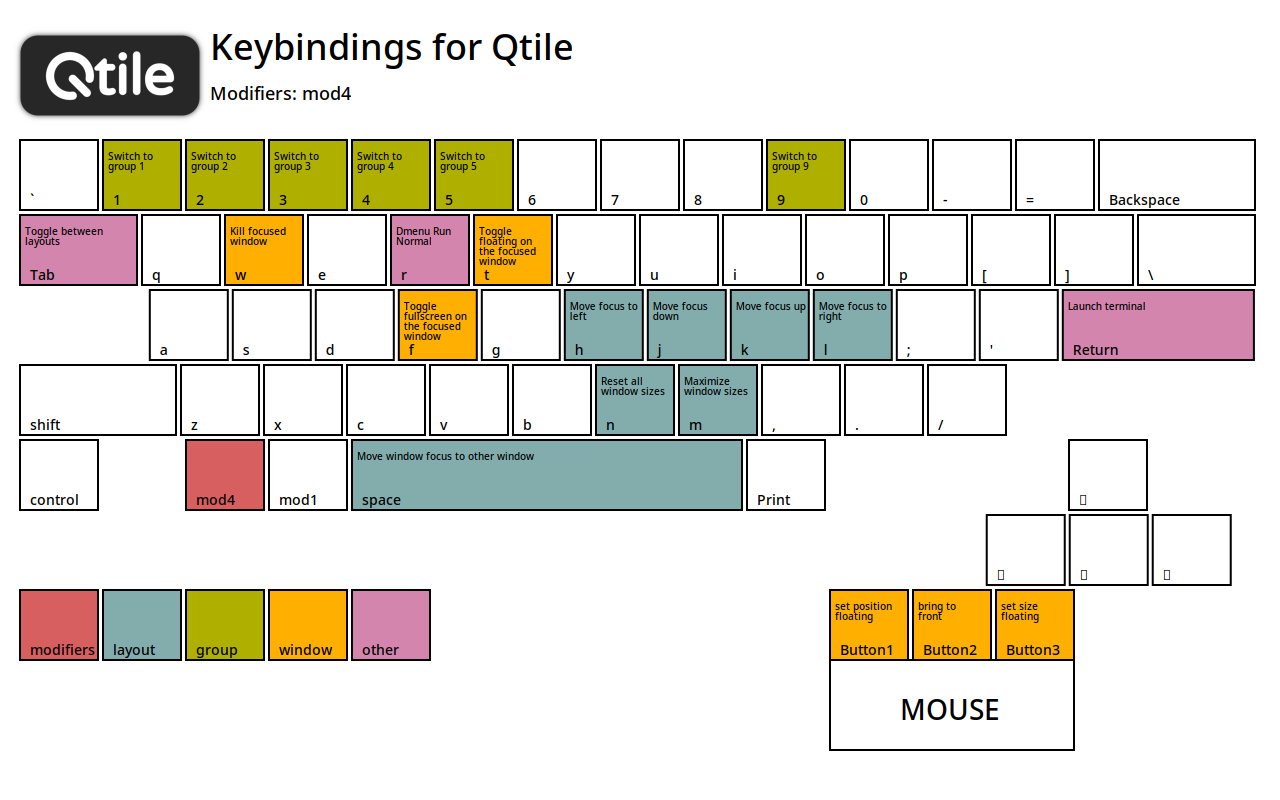 Qtile
Keybindings for Qtile
Modifiers: mod4
Switch to
group 1
Switch to
group 2
Switch to
group 3
Switch to
group 4
Switch to
group 5
Switch to
group 9
` 1 2 3 4 5 6 7 8 9 0 - = Backspace
Toggle between
layouts
Kill focused
window
Dmenu Run
Normal
Toggle
floating on
the focused
window
Tab q w e r t y u i o p [ ] \
Toggle
fullscreen on
the focused
window
Move focus to
left
Move focus
down
Move focus up
Move focus to
right
Launch terminal
a s d f g h j k l ; ' Return
Reset all
window sizes
Maximize
window sizes
shift z x c v b n m , . /
Move window focus to other window
control mod4 mod1 space Print
set position
floating
bring to
front
set size
floating
modifiers layout group window other Button1 Button2 Button3
MOUSE